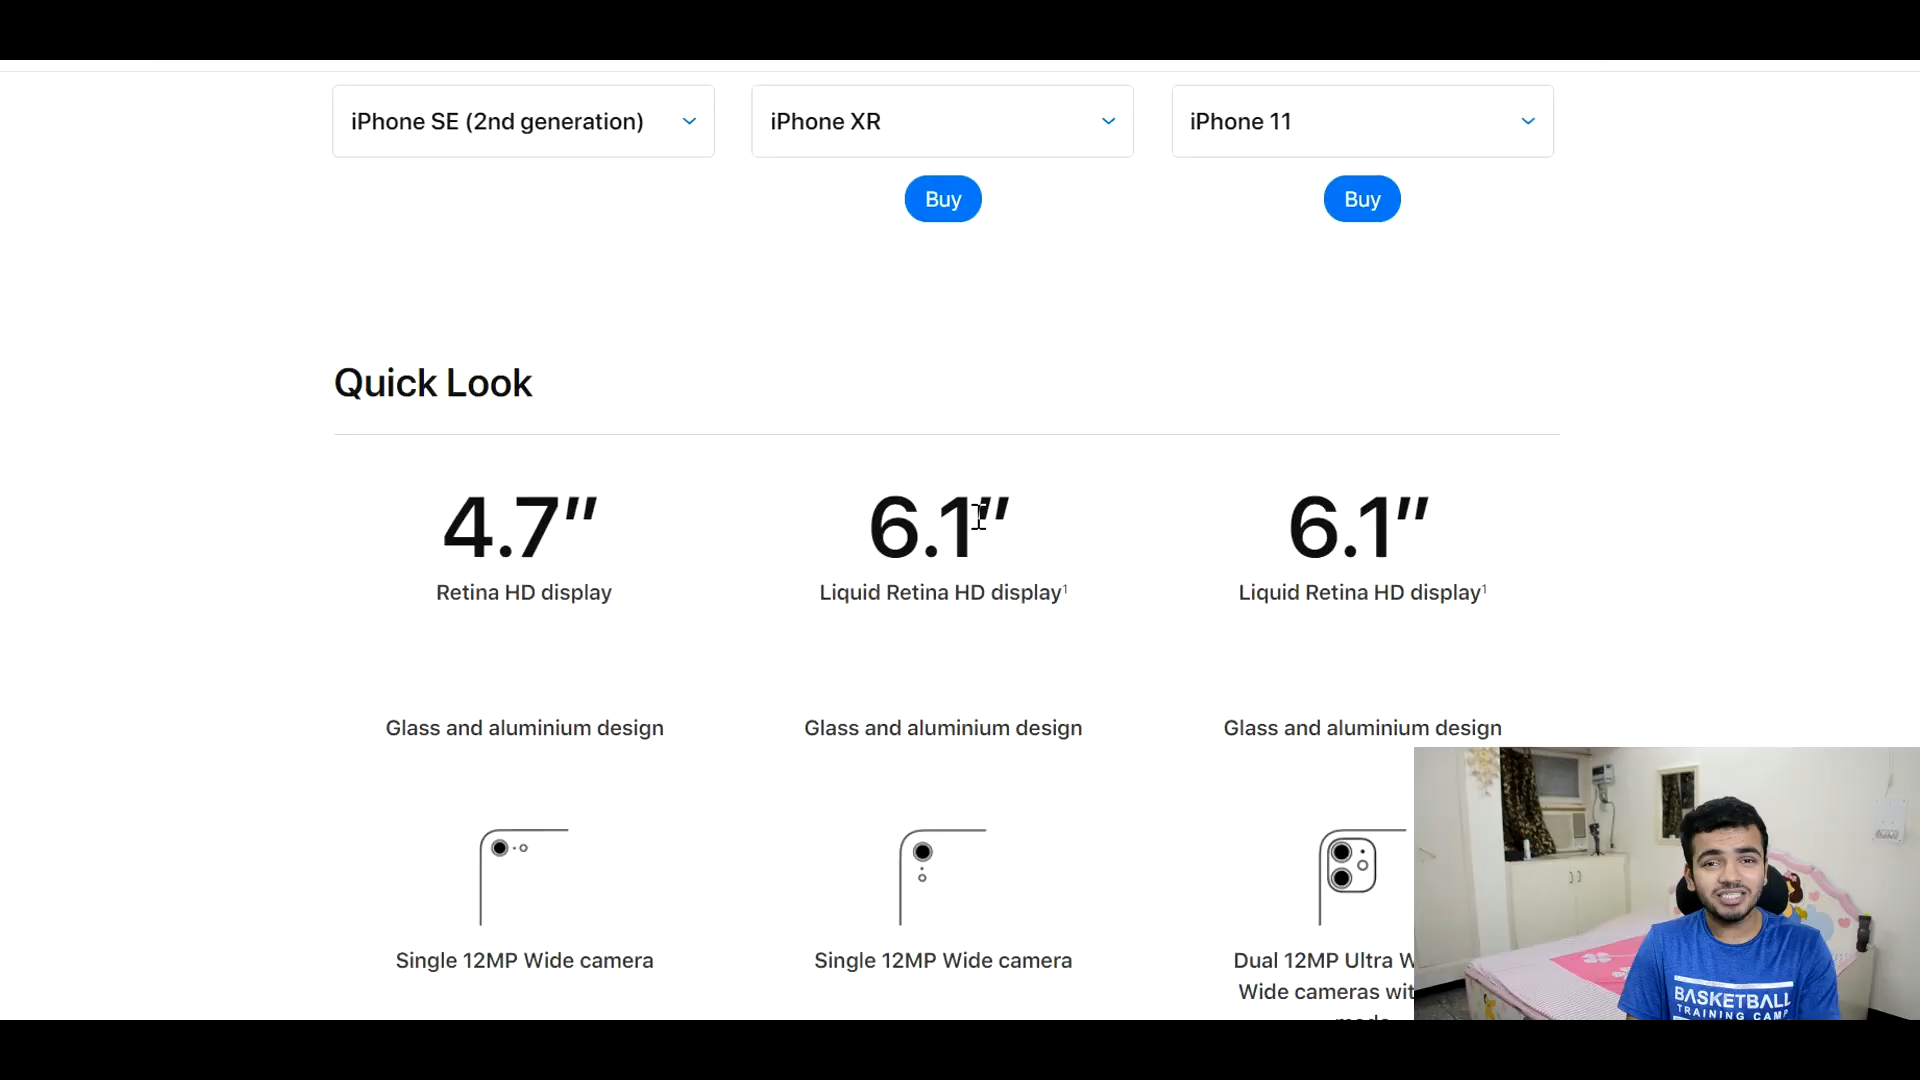 iPhone SE (2nd generation)
iPhone XR
iPhone 11
Buy
Buy
Quick Look
4.7″
6.1″
6.1″
Retina HD display
Liquid Retina HD display¹
Liquid Retina HD display¹
Glass and aluminium design
Glass and aluminium design
Glass and aluminium design
Single 12MP Wide camera
Single 12MP Wide camera
Dual 12MP Ultra
Wide cameras
BASKETBALL
TRAINING CAMP